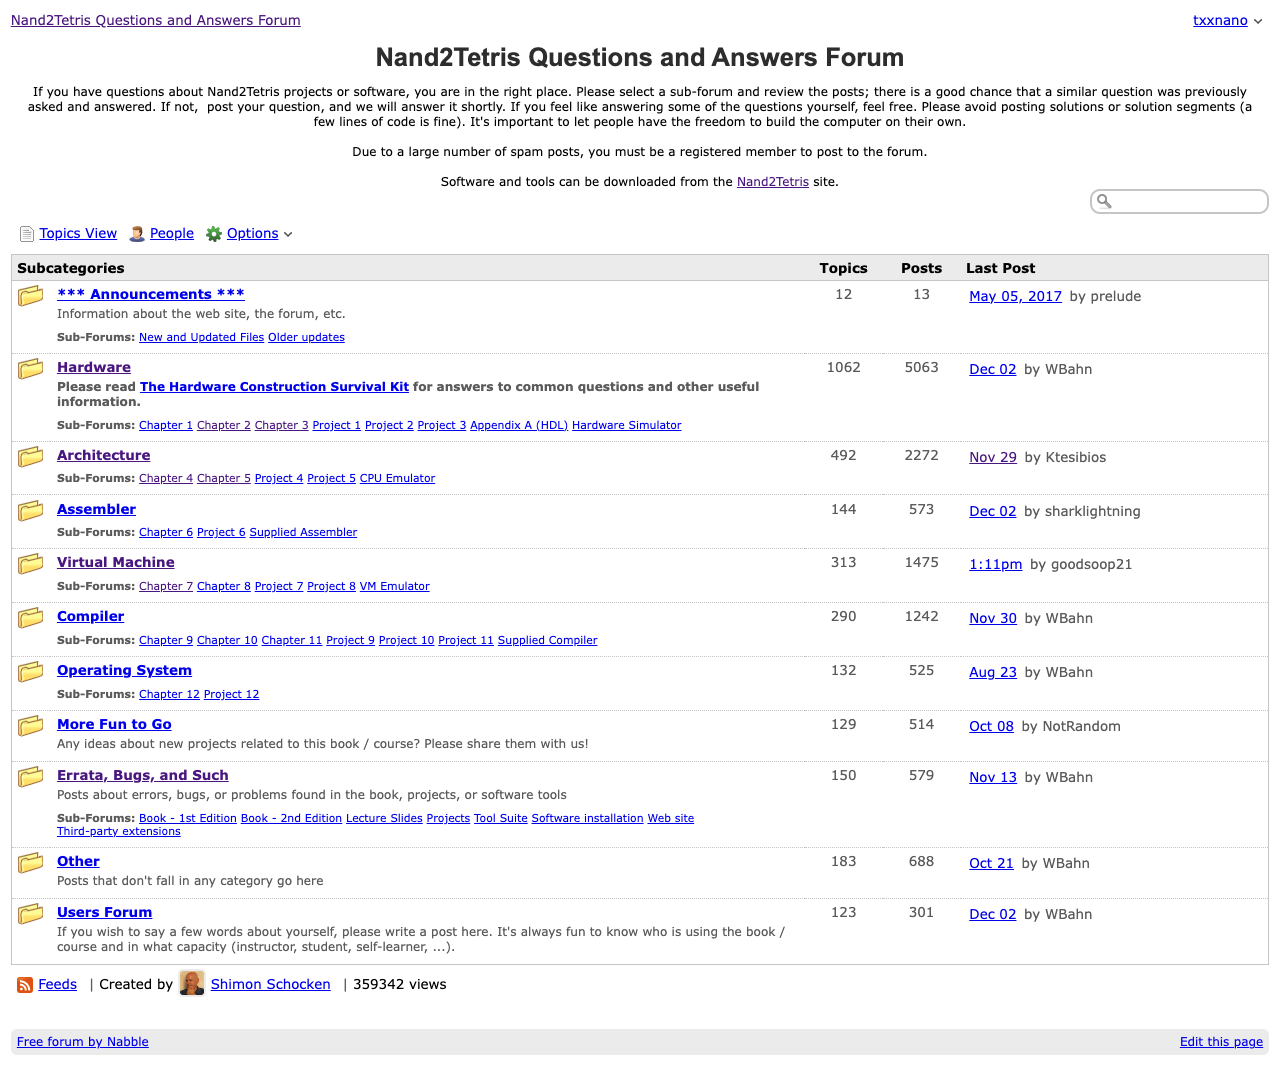 Nand2Tetris Questions and Answers Forum
txxnano
Nand2Tetris Questions and Answers Forum
If you have questions about Nand2Tetris projects or software, you are in the right place. Please select a sub-forum and review the posts; there is a good chance that a similar question was previously
asked and answered. If not,  post your question, and we will answer it shortly. If you feel like answering some of the questions yourself, feel free. Please avoid posting solutions or solution segments (a
few lines of code is fine). It's important to let people have the freedom to build the computer on their own.
Due to a large number of spam posts, you must be a registered member to post to the forum.
Software and tools can be downloaded from the Nand2Tetris site.
Topics View People Options
Subcategories Topics Posts Last Post
*** Announcements *** 12 13 May 05, 2017 by prelude
Information about the web site, the forum, etc.
Sub-Forums: New and Updated Files Older updates
Hardware 1062 5063 Dec 02 by WBahn
Please read The Hardware Construction Survival Kit for answers to common questions and other useful
information.
Sub-Forums: Chapter 1 Chapter 2 Chapter 3 Project 1 Project 2 Project 3 Appendix A (HDL) Hardware Simulator
Architecture 492 2272 Nov 29 by Ktesibios
Sub-Forums: Chapter 4 Chapter 5 Project 4 Project 5 CPU Emulator
Assembler 144 573 Dec 02 by sharklightning
Sub-Forums: Chapter 6 Project 6 Supplied Assembler
Virtual Machine 313 1475 1:11pm by goodsoop21
Sub-Forums: Chapter 7 Chapter 8 Project 7 Project 8 VM Emulator
Compiler 290 1242 Nov 30 by WBahn
Sub-Forums: Chapter 9 Chapter 10 Chapter 11 Project 9 Project 10 Project 11 Supplied Compiler
Operating System 132 525 Aug 23 by WBahn
Sub-Forums: Chapter 12 Project 12
More Fun to Go 129 514 Oct 08 by NotRandom
Any ideas about new projects related to this book / course? Please share them with us!
Errata, Bugs, and Such 150 579 Nov 13 by WBahn
Posts about errors, bugs, or problems found in the book, projects, or software tools
Sub-Forums: Book - 1st Edition Book - 2nd Edition Lecture Slides Projects Tool Suite Software installation Web site
Third-party extensions
Other 183 688 Oct 21 by WBahn
Posts that don't fall in any category go here
Users Forum 123 301 Dec 02 by WBahn
If you wish to say a few words about yourself, please write a post here. It's always fun to know who is using the book /
course and in what capacity (instructor, student, self-learner, ...).
Feeds | Created by Shimon Schocken | 359342 views
Free forum by Nabble Edit this page